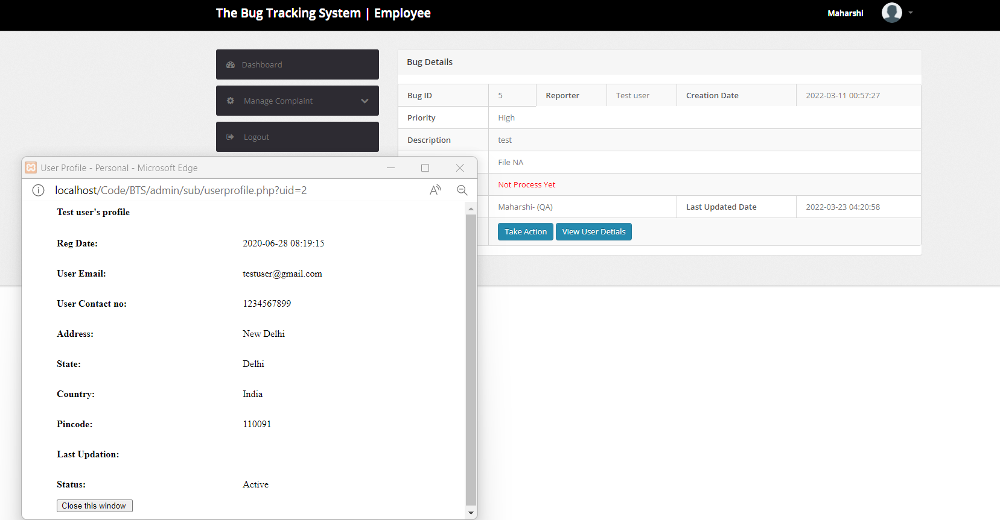 The Bug Tracking System | Employee
Maharshi
Dashboard
Manage Complaint
Logout
Bug Details
Bug ID 5 Reporter Test user Creation Date 2022-03-11 00:57:27
Priority High
Description test
File NA
Not Process Yet
Maharshi- (QA) Last Updated Date 2022-03-23 04:20:58
Take Action View User Detials
User Profile - Personal - Microsoft Edge
localhost/Code/BTS/admin/sub/userprofile.php?uid=2
Test user's profile
Reg Date: 2020-06-28 08:19:15
User Email: testuser@gmail.com
User Contact no: 1234567899
Address: New Delhi
State: Delhi
Country: India
Pincode: 110091
Last Updation:
Status: Active
Close this window